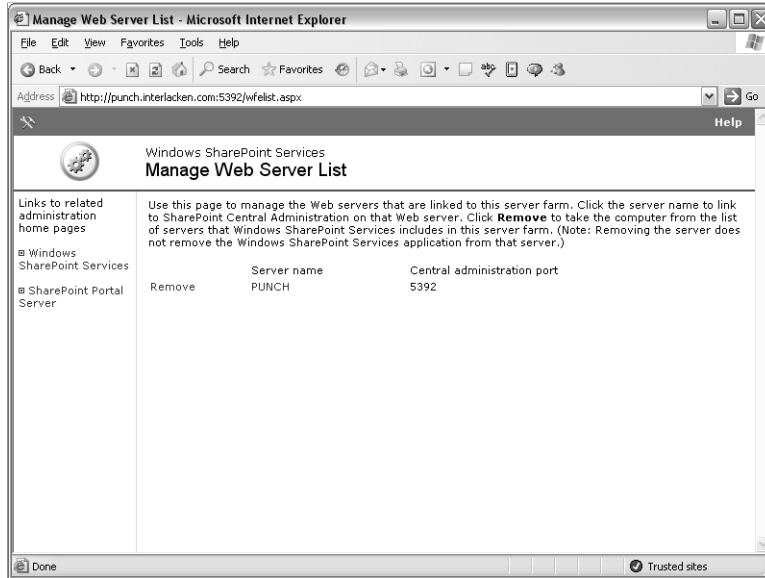 Manage Web Server List - Microsoft Internet Explorer
File Edit View Favorites Tools Help
Back Search Favorites
Address http://punch.interlacken.com:5392/wfelist.aspx Go
Help
Windows SharePoint Services
Manage Web Server List
Links to related
administration
home pages
Windows
SharePoint Services
SharePoint Portal
Server
Use this page to manage the Web servers that are linked to this server farm. Click the server name to link
to SharePoint Central Administration on that Web server. Click Remove to take the computer from the list
of servers that Windows SharePoint Services includes in this server farm. (Note: Removing the server does
not remove the Windows SharePoint Services application from that server.)
Server name Central administration port
Remove PUNCH 5392
Done Trusted sites